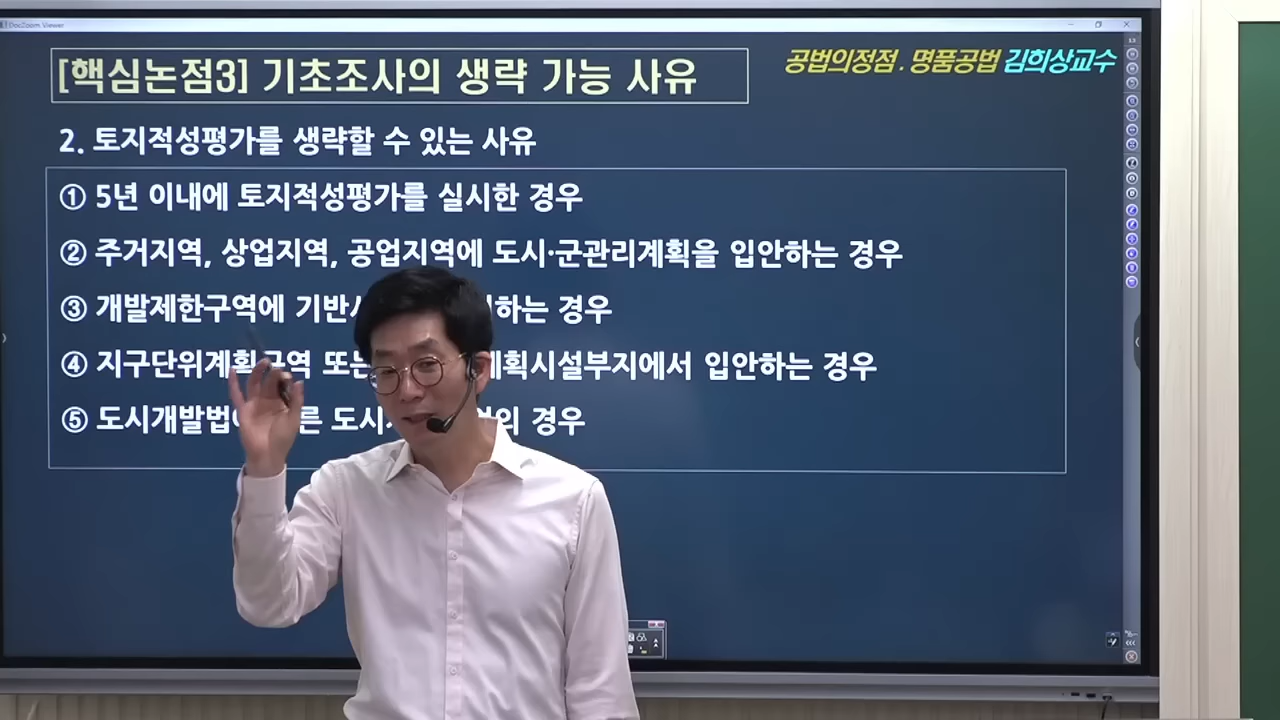 DocZoom Viewer
[핵심논점3] 기초조사의 생략 가능 사유
공법의정점. 명품공법 김희상교수
2. 토지적성평가를 생략할 수 있는 사유
① 5년 이내에 토지적성평가를 실시한 경우
② 주거지역, 상업지역, 공업지역에 도시·군관리계획을 입안하는 경우
③ 개발제한구역에 하는 경우
④ 지구단위계획구역 또는 계획시설부지에서 입안하는 경우
⑤ 도시개발법 른 경우